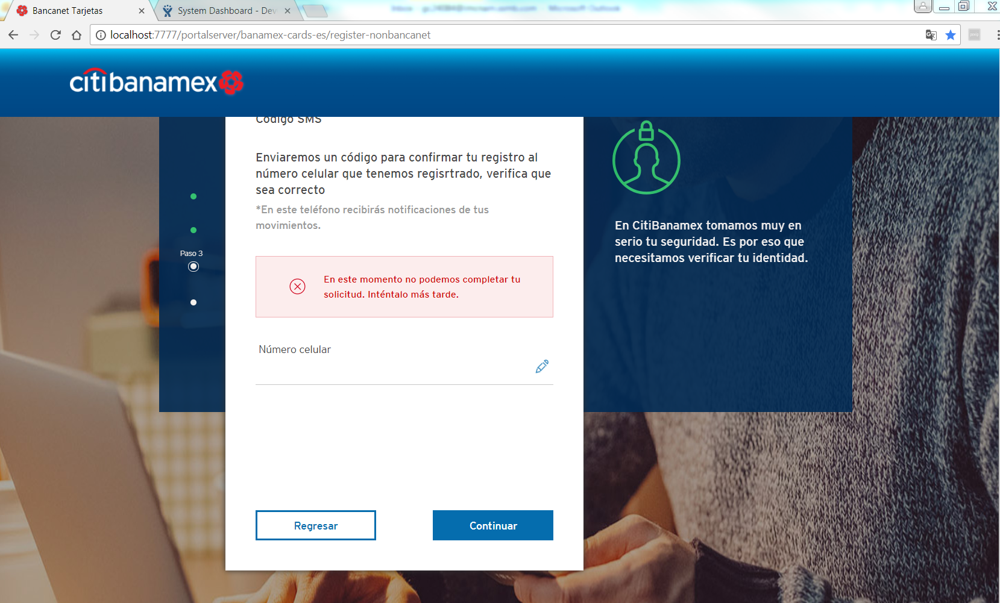 Bancanet Tarjetas
System Dashboard - Dev
localhost:7777/portalserver/banamex-cards-es/register-nonbancanet
citibanamex
Código SMS
Enviaremos un código para confirmar tu registro al
número celular que tenemos regisrtrado, verifica que
sea correcto
*En este teléfono recibirás notificaciones de tus
movimientos.
Paso 3
En este momento no podemos completar tu
solicitud. Inténtalo más tarde.
Número celular
Regresar
Continuar
En CitiBanamex tomamos muy en
serio tu seguridad. Es por eso que
necesitamos verificar tu identidad.